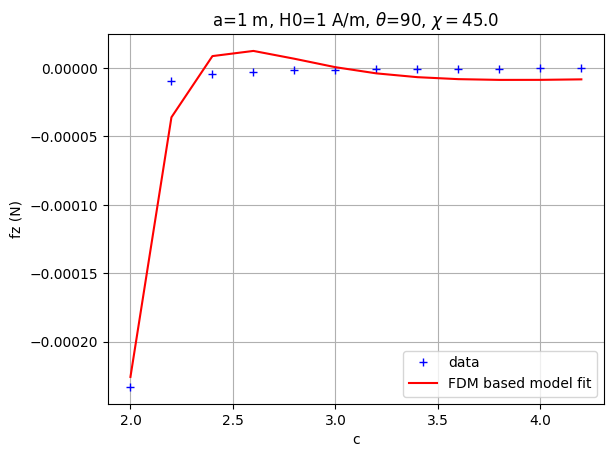 a=1 m, H0=1 A/m, θ=90, χ = 45.0
0.00000
−0.00005
−0.00010
−0.00015
−0.00020
fz (N)
data
FDM based model fit
2.0 2.5 3.0 3.5 4.0
c